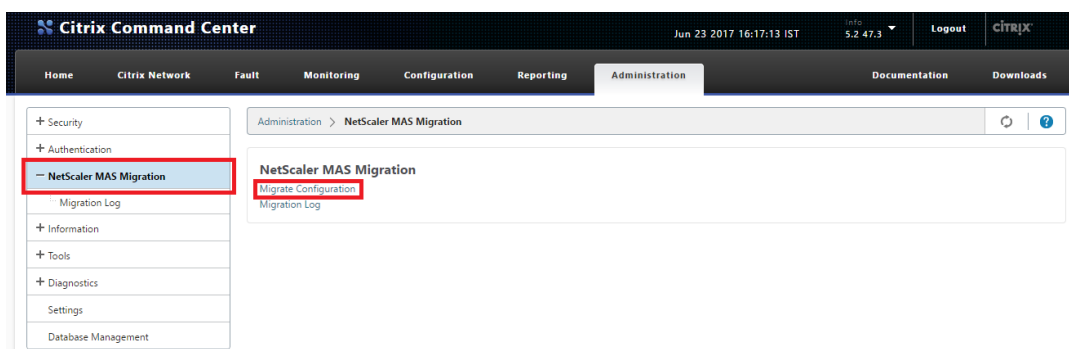 Citrix Command Center
Jun 23 2017 16:17:13 IST
Info
5.2 47.3
Logout
CİTRIX
Home Citrix Network Fault Monitoring Configuration Reporting Administration Documentation Downloads
+ Security
+ Authentication
− NetScaler MAS Migration
Migration Log
+ Information
+ Tools
+ Diagnostics
Settings
Database Management
Administration > NetScaler MAS Migration
?
NetScaler MAS Migration
Migrate Configuration
Migration Log